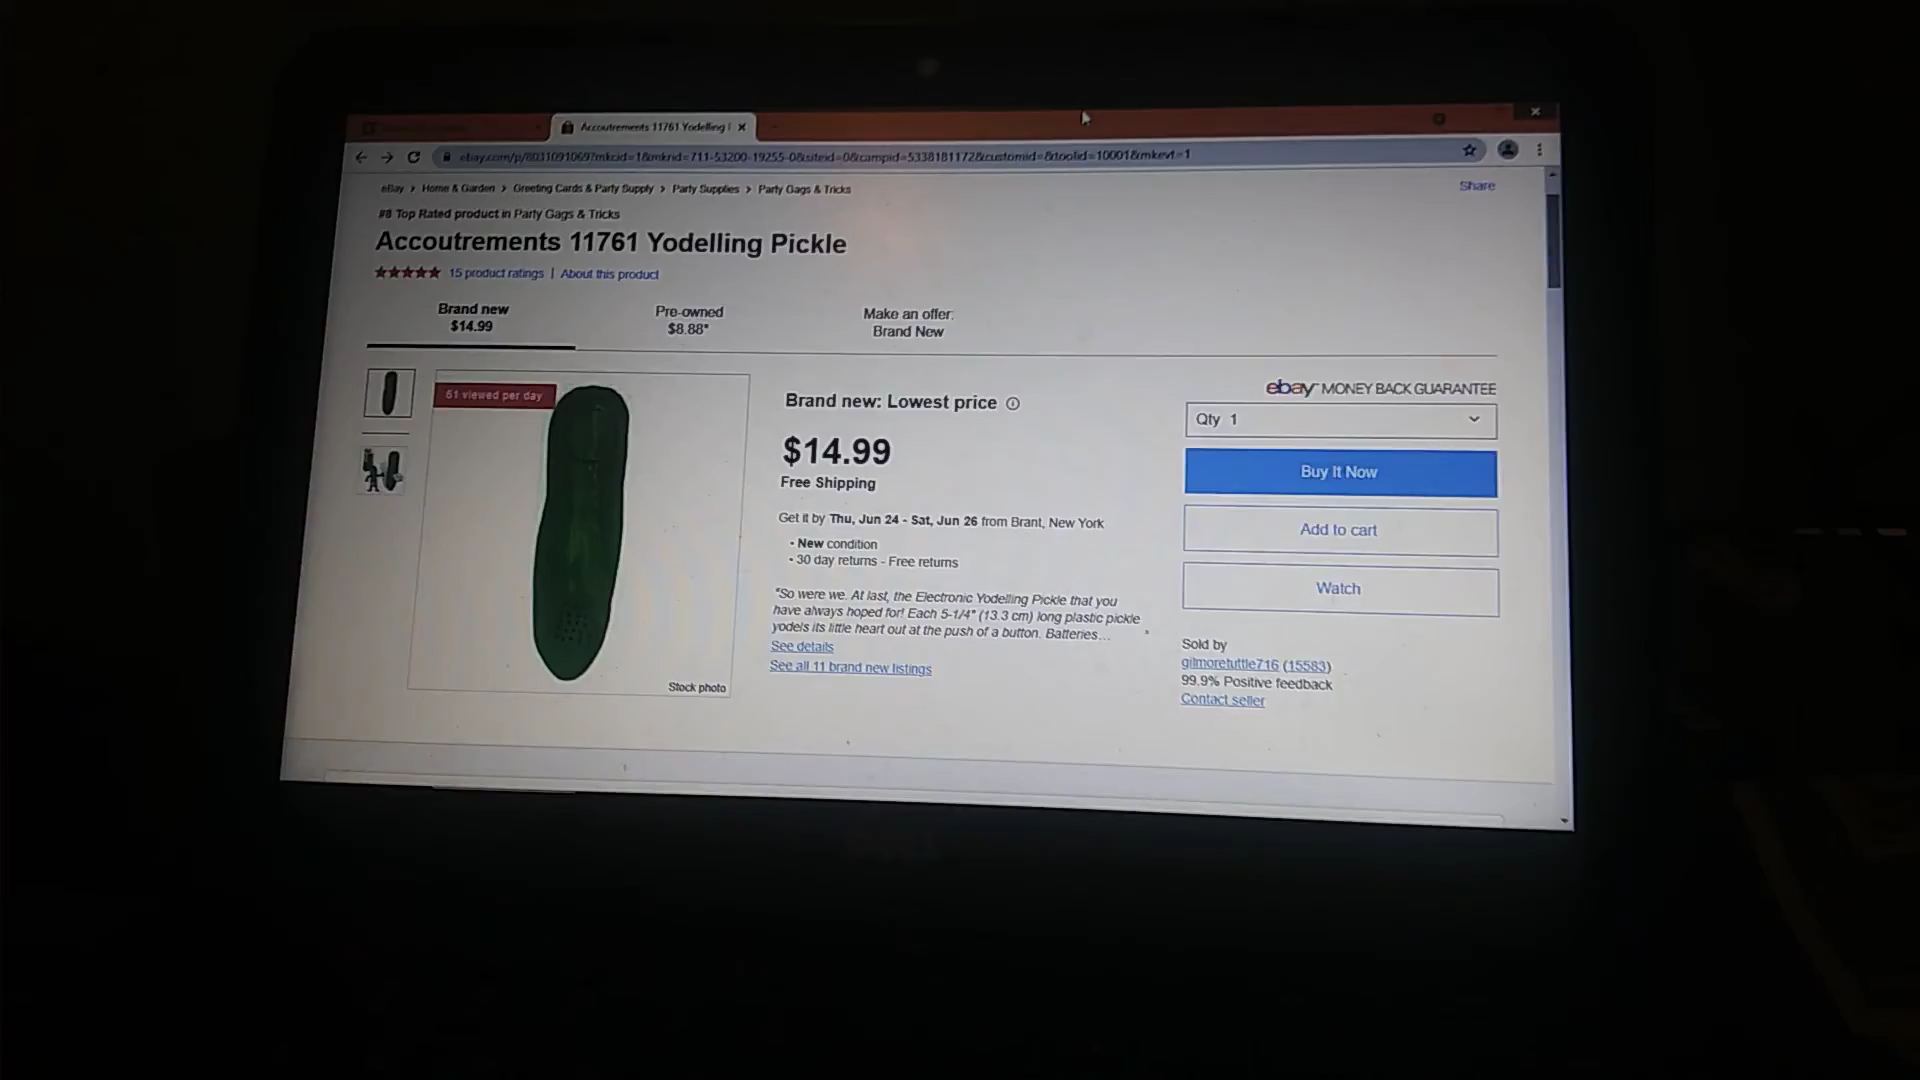 Accoutrements 11761 Yodelling
ebay.com/p/8031091069?mkcid=1&mkrid=711-53200-19255-0&siteid=0&campid=5338181172&customid=&toolid=10001&mkevt=1
eBay > Home & Garden > Greeting Cards & Party Supply > Party Supplies > Party Gags & Tricks
Share
#8 Top Rated product in Party Gags & Tricks
Accoutrements 11761 Yodelling Pickle
15 product ratings | About this product
Brand new
$14.99
Pre-owned
$8.88*
Make an offer:
Brand New
61 viewed per day
Stock photo
Brand new: Lowest price
$14.99
Free Shipping
Get it by Thu, Jun 24 - Sat, Jun 26 from Brant, New York
• New condition
• 30 day returns - Free returns
"So were we. At last, the Electronic Yodelling Pickle that you
have always hoped for! Each 5-1/4" (13.3 cm) long plastic pickle
yodels its little heart out at the push of a button. Batteries... "
See details
See all 11 brand new listings
ebay MONEY BACK GUARANTEE
Qty 1
Buy It Now
Add to cart
Watch
Sold by
gilmoretuttle716 (15583)
99.9% Positive feedback
Contact seller